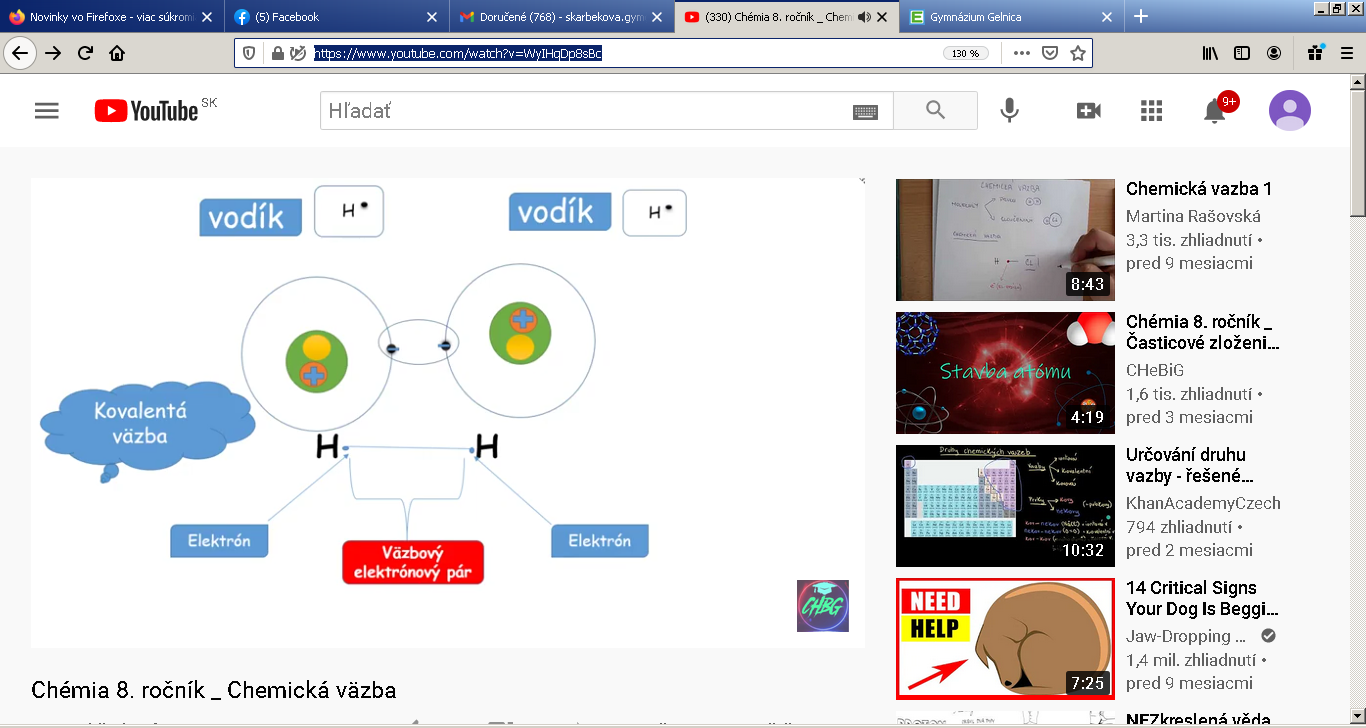 Novinky vo Firefoxe - viac súkrom
(5) Facebook
Doručené (768) - skarbekova.gym
(330) Chémia 8. ročník _ Chem
Gymnázium Gelnica
https://www.youtube.com/watch?v=WyIHgDp8sBc
130 %
YouTube SK
Hľadať
9+
vodík
H
vodík
H
Kovalentá
väzba
H
H
Elektrón
Väzbový
elektrónový pár
Elektrón
CHBG
Chémia 8. ročník _ Chemická väzba
8:43
Chemická vazba 1
Martina Rašovská
3,3 tis. zhliadnutí •
pred 9 mesiacmi
Stavba atómu
4:19
Chémia 8. ročník _
Časticové zloženi...
CHeBiG
1,6 tis. zhliadnutí •
pred 3 mesiacmi
Druhy chemických vazeb
10:32
Určování druhu
vazby - řešené...
KhanAcademyCzech
794 zhliadnutí •
pred 2 mesiacmi
NEED
HELP
7:25
14 Critical Signs
Your Dog Is Beggi...
Jaw-Dropping ...
1,4 mil. zhliadnutí •
pred 9 mesiacmi
NEZkreslená věda